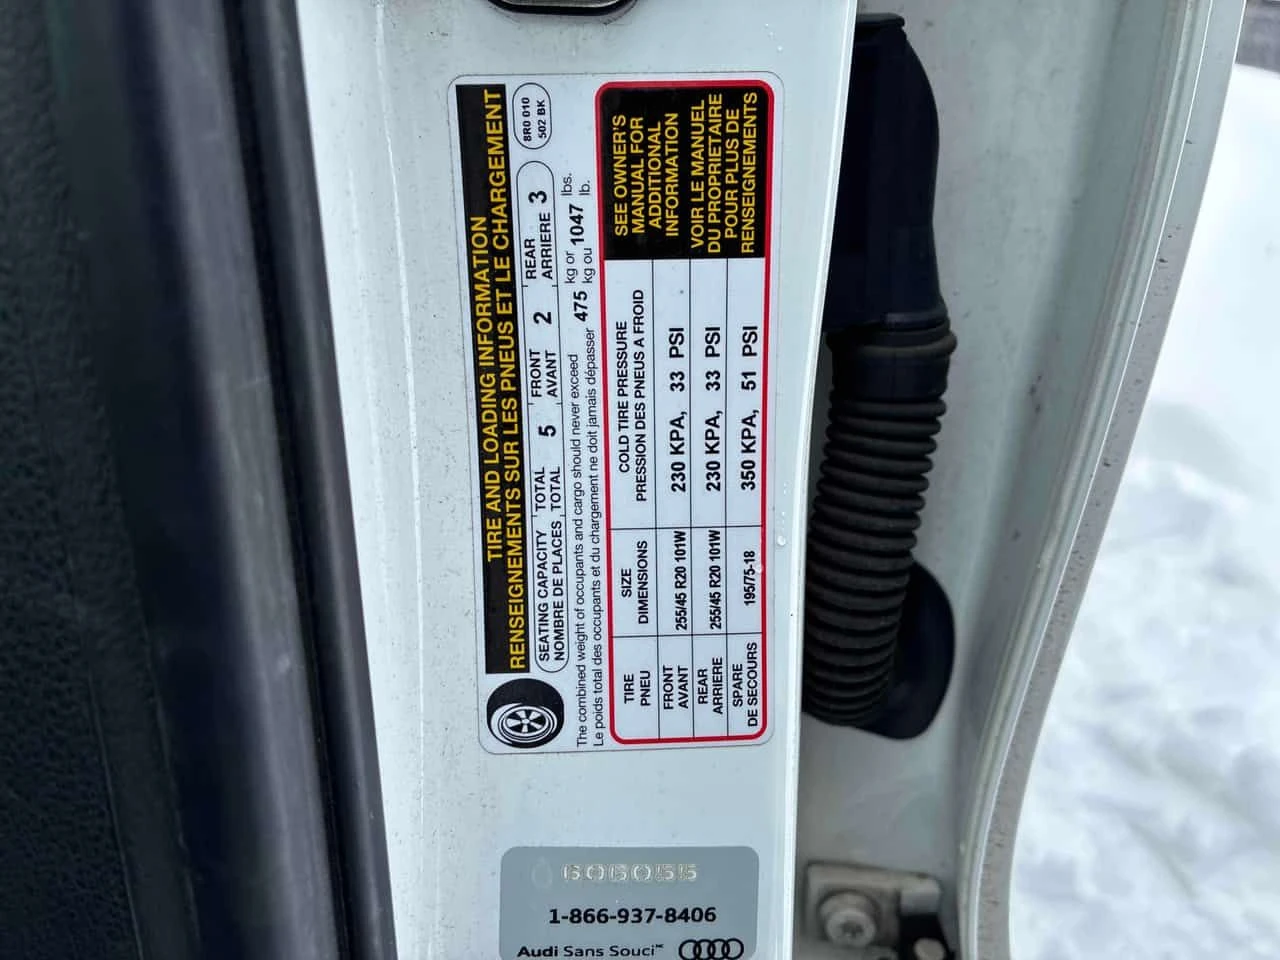 TIRE AND LOADING INFORMATION
RENSEIGNEMENTS SUR LES PNEUS ET LE CHARGEMENT
8R0 010
502 BK
SEATING CAPACITY TOTAL 5 FRONT 2 REAR 3
NOMBRE DE PLACES TOTAL AVANT ARRIERE
The combined weight of occupants and cargo should never exceed 475 kg or 1047 lbs.
Le poids total des occupants et du chargement ne doit jamais dépasser kg ou lb.
TIRE
PNEU
SIZE
DIMENSIONS
COLD TIRE PRESSURE
PRESSION DES PNEUS A FROID
FRONT
AVANT
255/45 R20 101W
230 KPA, 33 PSI
REAR
ARRIERE
255/45 R20 101W
230 KPA, 33 PSI
SPARE
DE SECOURS
195/75-18
350 KPA, 51 PSI
SEE OWNER'S
MANUAL FOR
ADDITIONAL
INFORMATION
VOIR LE MANUEL
DU PROPRIETAIRE
POUR PLUS DE
RENSEIGNEMENTS
1-866-937-8406
Audi Sans Souci™